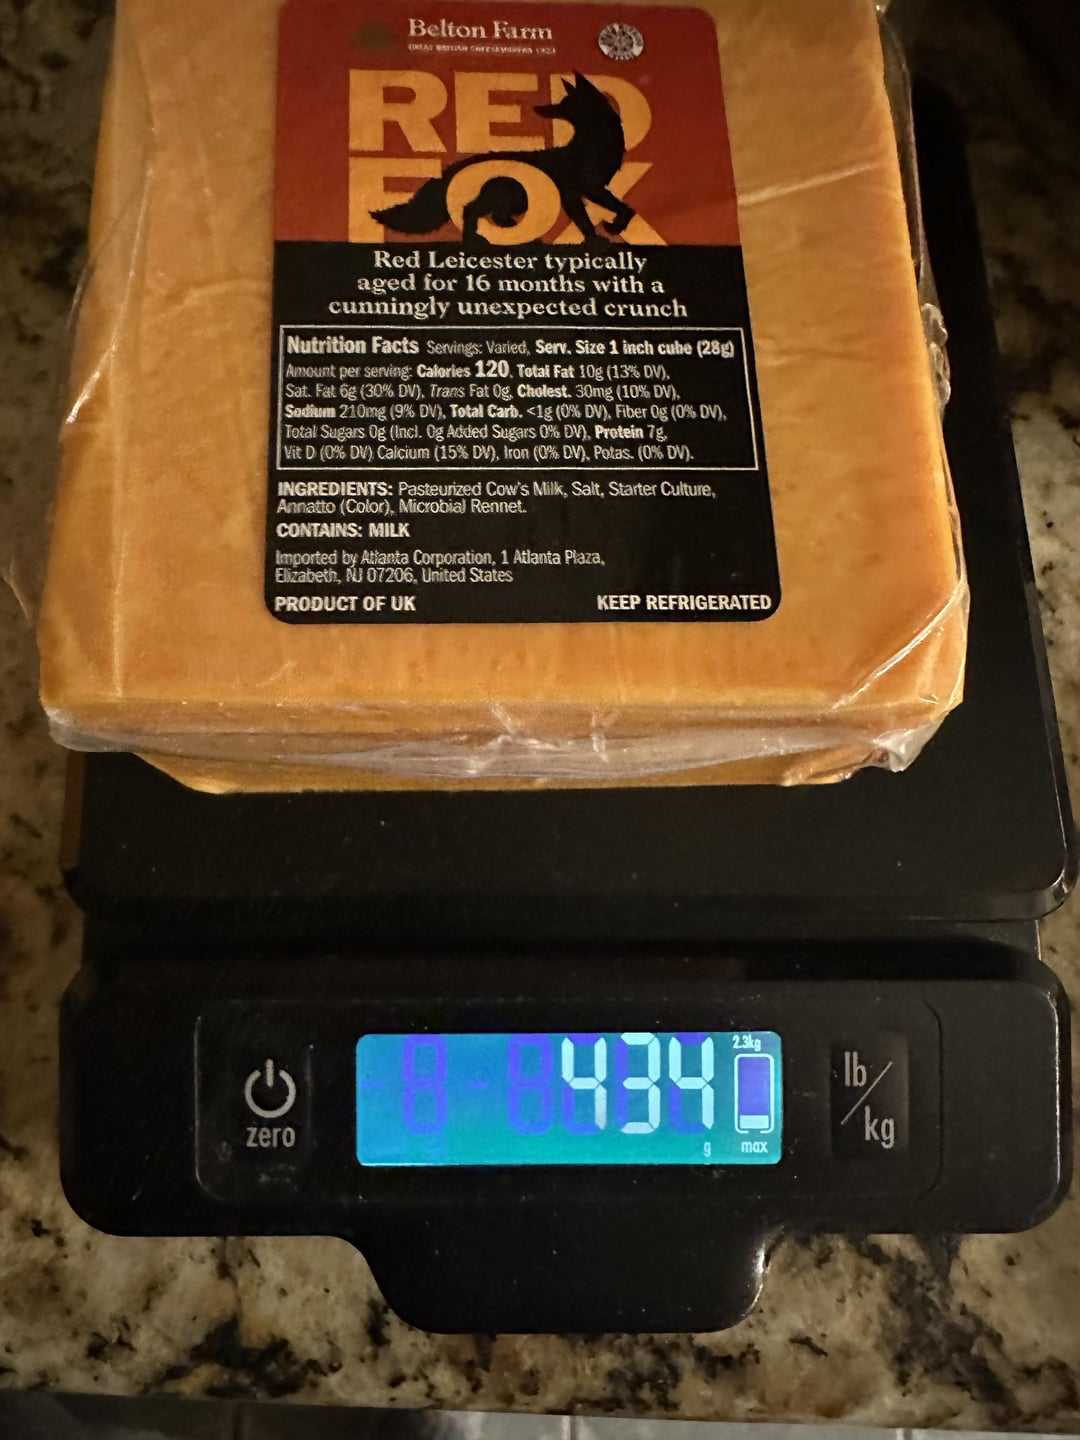 Belton Farm
GREAT BRITISH CHEESEMAKERS 1922
RED
FOX
Red Leicester typically
aged for 16 months with a
cunningly unexpected crunch
Nutrition Facts Servings: Varied, Serv. Size 1 inch cube (28g)
Amount per serving: Calories 120, Total Fat 10g (13% DV),
Sat. Fat 6g (30% DV), Trans Fat 0g, Cholest. 30mg (10% DV),
Sodium 210mg (9% DV), Total Carb. <1g (0% DV), Fiber 0g (0% DV),
Total Sugars 0g (Incl. 0g Added Sugars 0% DV), Protein 7g,
Vit D (0% DV) Calcium (15% DV), Iron (0% DV), Potas. (0% DV).
INGREDIENTS: Pasteurized Cow's Milk, Salt, Starter Culture,
Annatto (Color), Microbial Rennet.
CONTAINS: MILK
Imported by Atlanta Corporation, 1 Atlanta Plaza,
Elizabeth, NJ 07206, United States
PRODUCT OF UK KEEP REFRIGERATED
434 g
2.3kg
max
zero
lb/kg